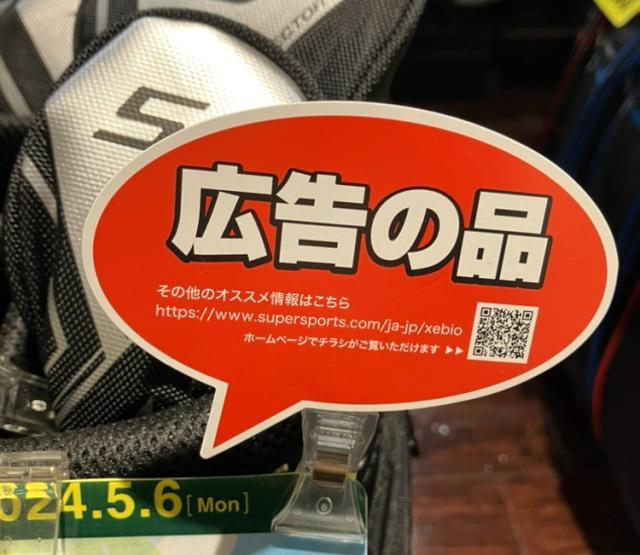 S
広告の品
その他のオススメ情報はこちら
https://www.supersports.com/ja-jp/xebio
ホームページでチラシがご覧いただけます ▶▶
024.5.6[Mon]